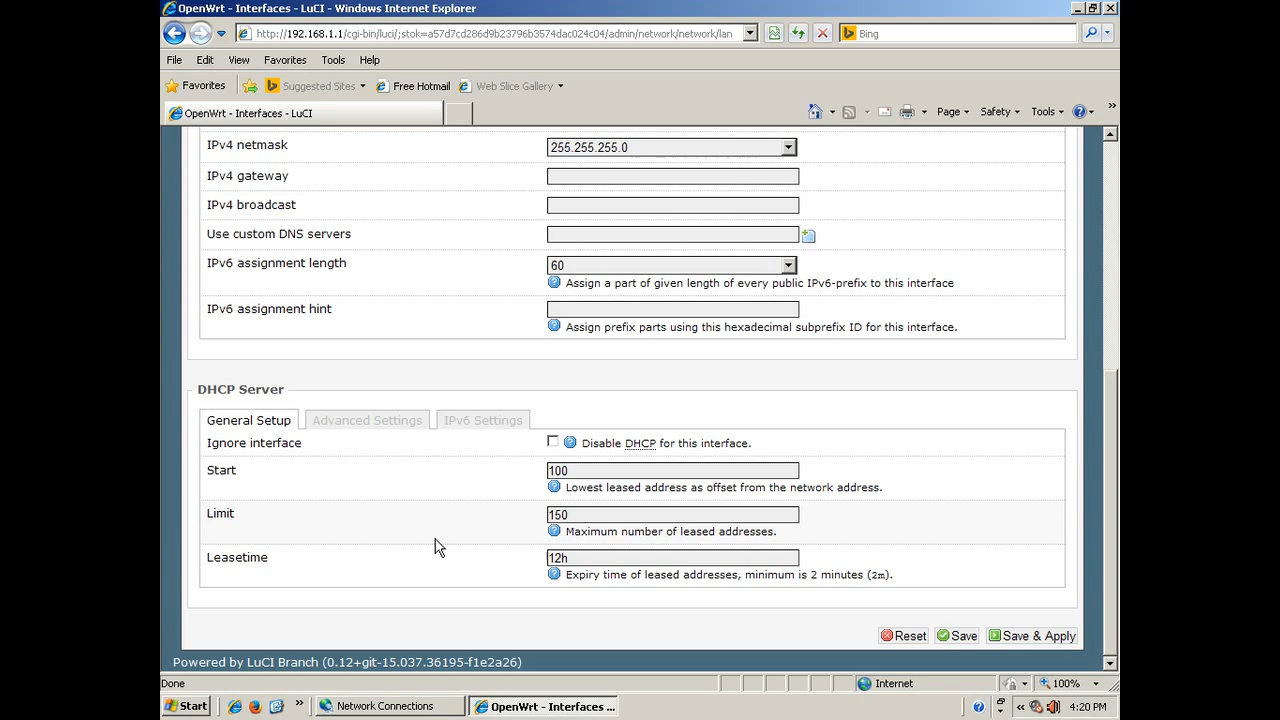 OpenWrt - Interfaces - LuCI - Windows Internet Explorer
http://192.168.1.1/cgi-bin/luci/;stok=a57d7cd286d9b23796b3574dac024c04/admin/network/network/lan
Bing
File Edit View Favorites Tools Help
Favorites Suggested Sites Free Hotmail Web Slice Gallery
OpenWrt - Interfaces - LuCI Page Safety Tools »
IPv4 netmask 255.255.255.0
IPv4 gateway
IPv4 broadcast
Use custom DNS servers
IPv6 assignment length 60
Assign a part of given length of every public IPv6-prefix to this interface
IPv6 assignment hint
Assign prefix parts using this hexadecimal subprefix ID for this interface.
DHCP Server
General Setup Advanced Settings IPv6 Settings
Ignore interface Disable DHCP for this interface.
Start 100
Lowest leased address as offset from the network address.
Limit 150
Maximum number of leased addresses.
Leasetime 12h
Expiry time of leased addresses, minimum is 2 minutes (2m).
Reset Save Save & Apply
Powered by LuCI Branch (0.12+git-15.037.36195-f1e2a26)
Done Internet 100%
Start » Network Connections OpenWrt - Interfaces ... « 4:20 PM